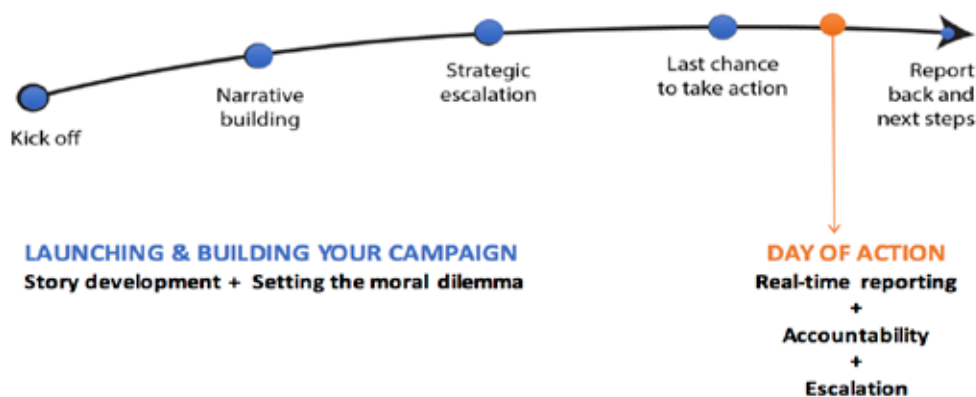 Kick off
Narrative
building
Strategic
escalation
Last chance
to take action
Report
back and
next steps
LAUNCHING & BUILDING YOUR CAMPAIGN
Story development + Setting the moral dilemma
DAY OF ACTION
Real-time reporting
+
Accountability
+
Escalation